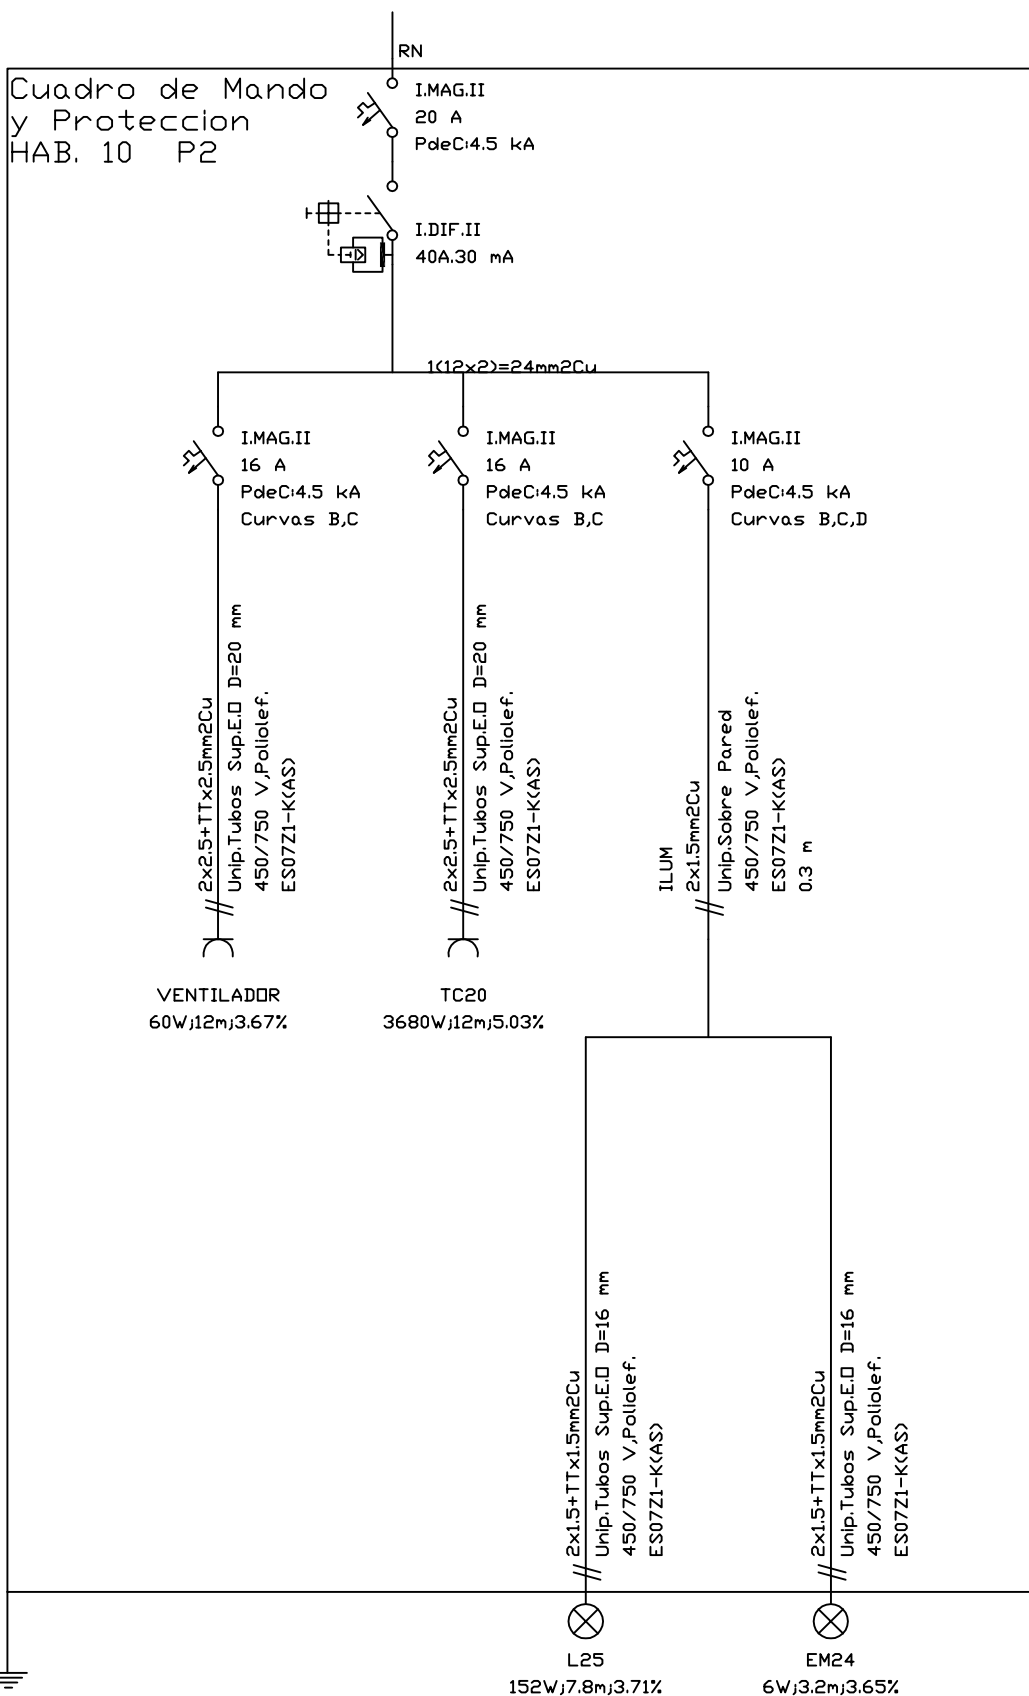 RN
Cuadro de Mando
y Proteccion
HAB. 10 P2
I.MAG.II
20 A
PdeC:4.5 kA
I.DIF.II
40A.30 mA
1(12x2)=24mm2Cu
I.MAG.II
16 A
PdeC:4.5 kA
Curvas B,C
I.MAG.II
16 A
PdeC:4.5 kA
Curvas B,C
I.MAG.II
10 A
PdeC:4.5 kA
Curvas B,C,D
2x2.5+TTx2.5mm2Cu
Unip.Tubos Sup.E.O D=20 mm
450/750 V,Poliolef.
ES07Z1-K(AS)
2x2.5+TTx2.5mm2Cu
Unip.Tubos Sup.E.O D=20 mm
450/750 V,Poliolef.
ES07Z1-K(AS)
ILUM
2x1.5mm2Cu
Unip.Sobre Pared
450/750 V,Poliolef.
ES07Z1-K(AS)
0.3 m
VENTILADOR
60W;12m;3.67%
TC20
3680W;12m;5.03%
2x1.5+TTx1.5mm2Cu
Unip.Tubos Sup.E.O D=16 mm
450/750 V,Poliolef.
ES07Z1-K(AS)
2x1.5+TTx1.5mm2Cu
Unip.Tubos Sup.E.O D=16 mm
450/750 V,Poliolef.
ES07Z1-K(AS)
L25
152W;7.8m;3.71%
EM24
6W;3.2m;3.65%